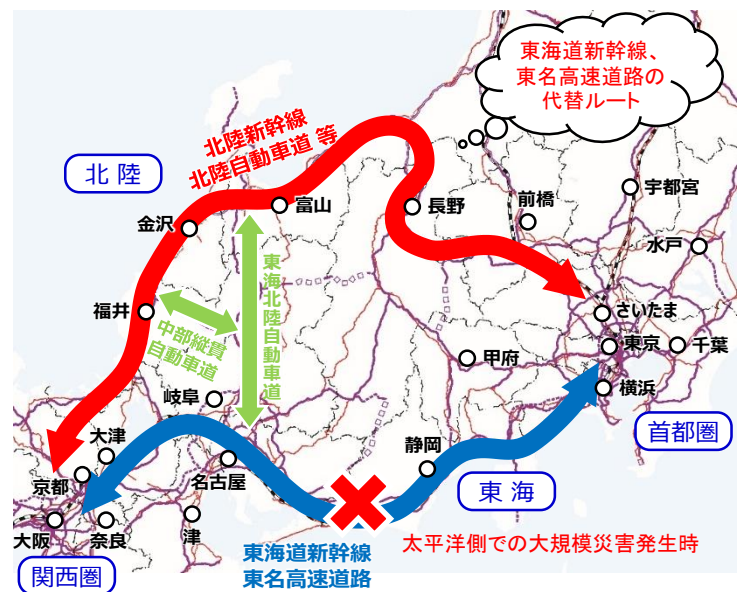 東海道新幹線、
東名高速道路の
代替ルート
北陸新幹線
北陸自動車道 等
北 陸
宇都宮
富山
長野
前橋
金沢
水戸
東海北陸自動車道
福井
さいたま
中部縦貫
自動車道
東京
千葉
甲府
岐阜
横浜
首都圏
大津
静岡
京都
名古屋
東 海
大阪
奈良
津
太平洋側での大規模災害発生時
東海道新幹線
東名高速道路
関西圏